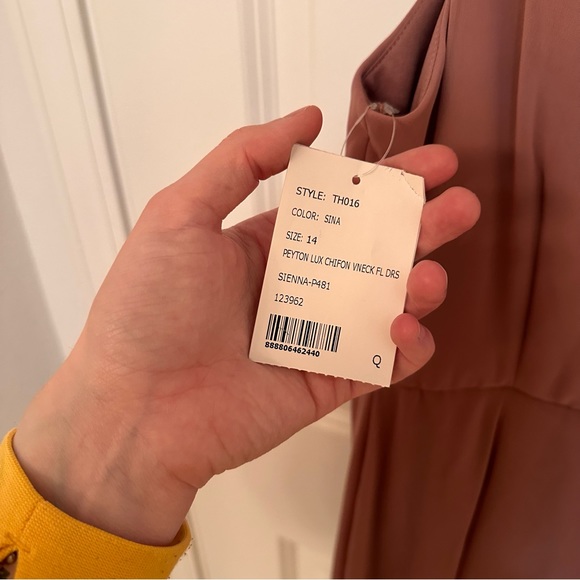 STYLE: TH016
COLOR: SINA
SIZE: 14
PEYTON LUX CHIFON VNECK FL DRS
SIENNA-P481
123962
888806462440
Q